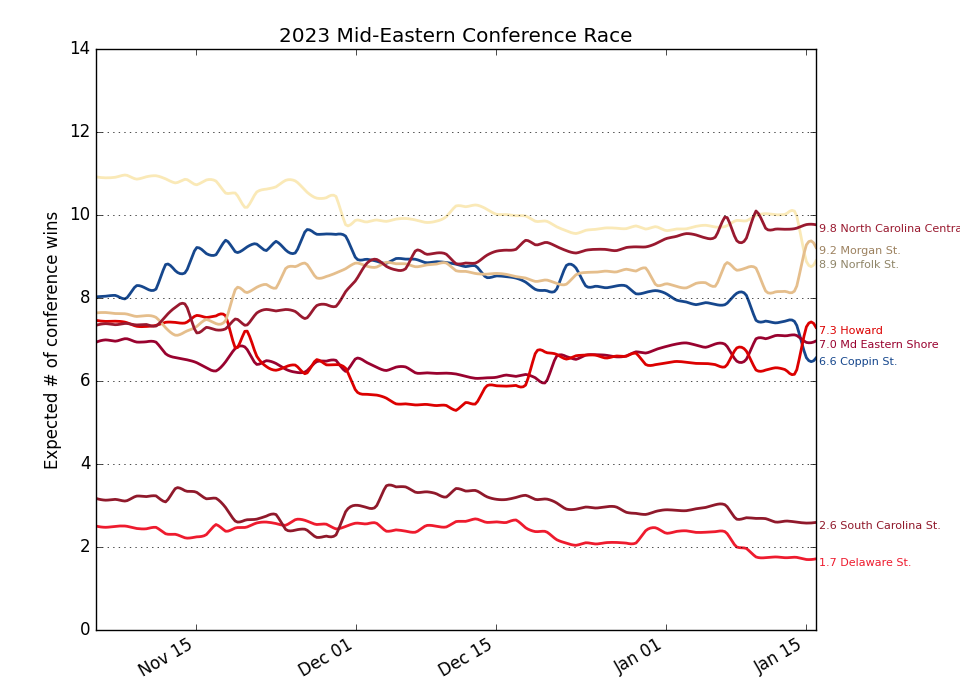 2023 Mid-Eastern Conference Race
Expected # of conference wins
14
12
10
8
6
4
2
0
Nov 15
Dec 01
Dec 15
Jan 01
Jan 15
9.8 North Carolina Centra
9.2 Morgan St.
8.9 Norfolk St.
7.3 Howard
7.0 Md Eastern Shore
6.6 Coppin St.
2.6 South Carolina St.
1.7 Delaware St.